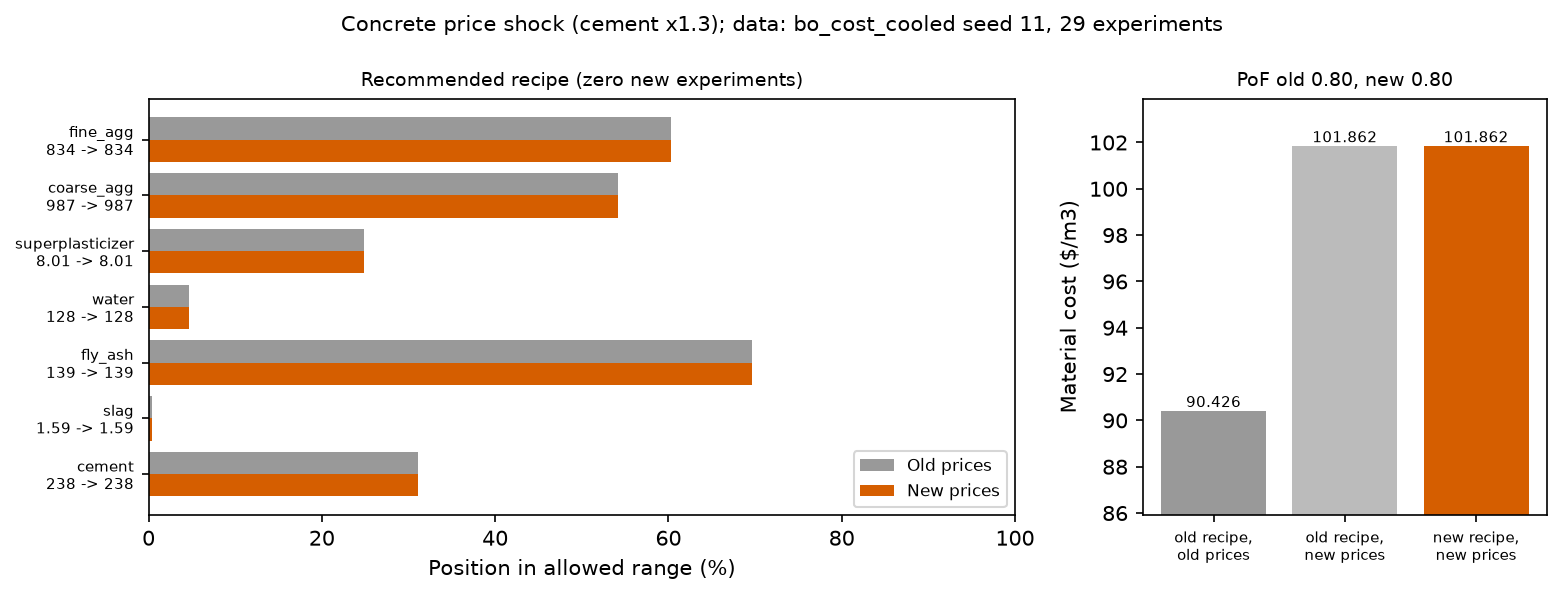 Concrete price shock (cement x1.3); data: bo_cost_cooled seed 11, 29 experiments
Recommended recipe (zero new experiments)
fine_agg
834 -> 834
coarse_agg
987 -> 987
superplasticizer
8.01 -> 8.01
water
128 -> 128
fly_ash
139 -> 139
slag
1.59 -> 1.59
cement
238 -> 238
Old prices
New prices
0 20 40 60 80 100
Position in allowed range (%)
PoF old 0.80, new 0.80
Material cost ($/m3)
102
100
98
96
94
92
90
88
86
90.426
101.862
101.862
old recipe,
old prices
old recipe,
new prices
new recipe,
new prices